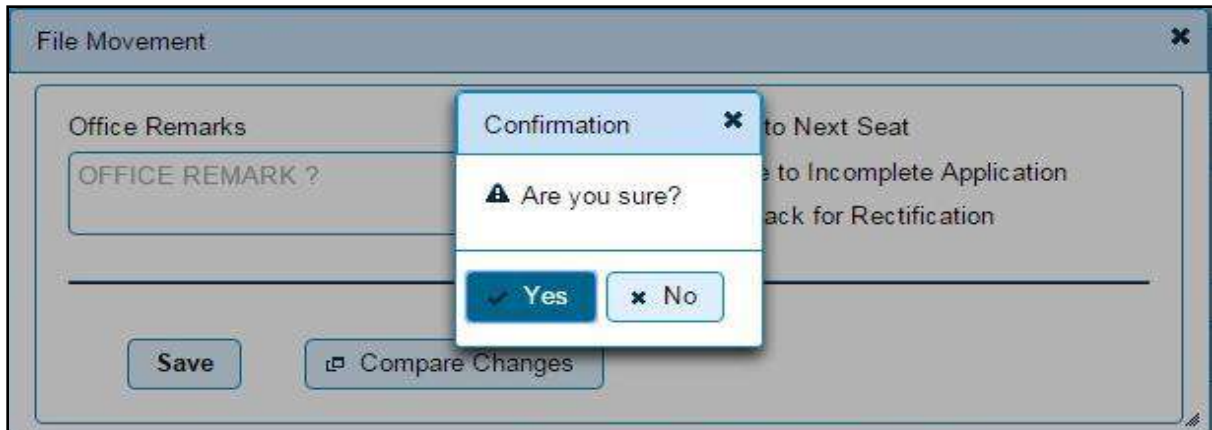 File Movement
Office Remarks
OFFICE REMARK ?
Confirmation
Are you sure?
Yes
No
to Next Seat
to Incomplete Application
for Rectification
Save
Compare Changes